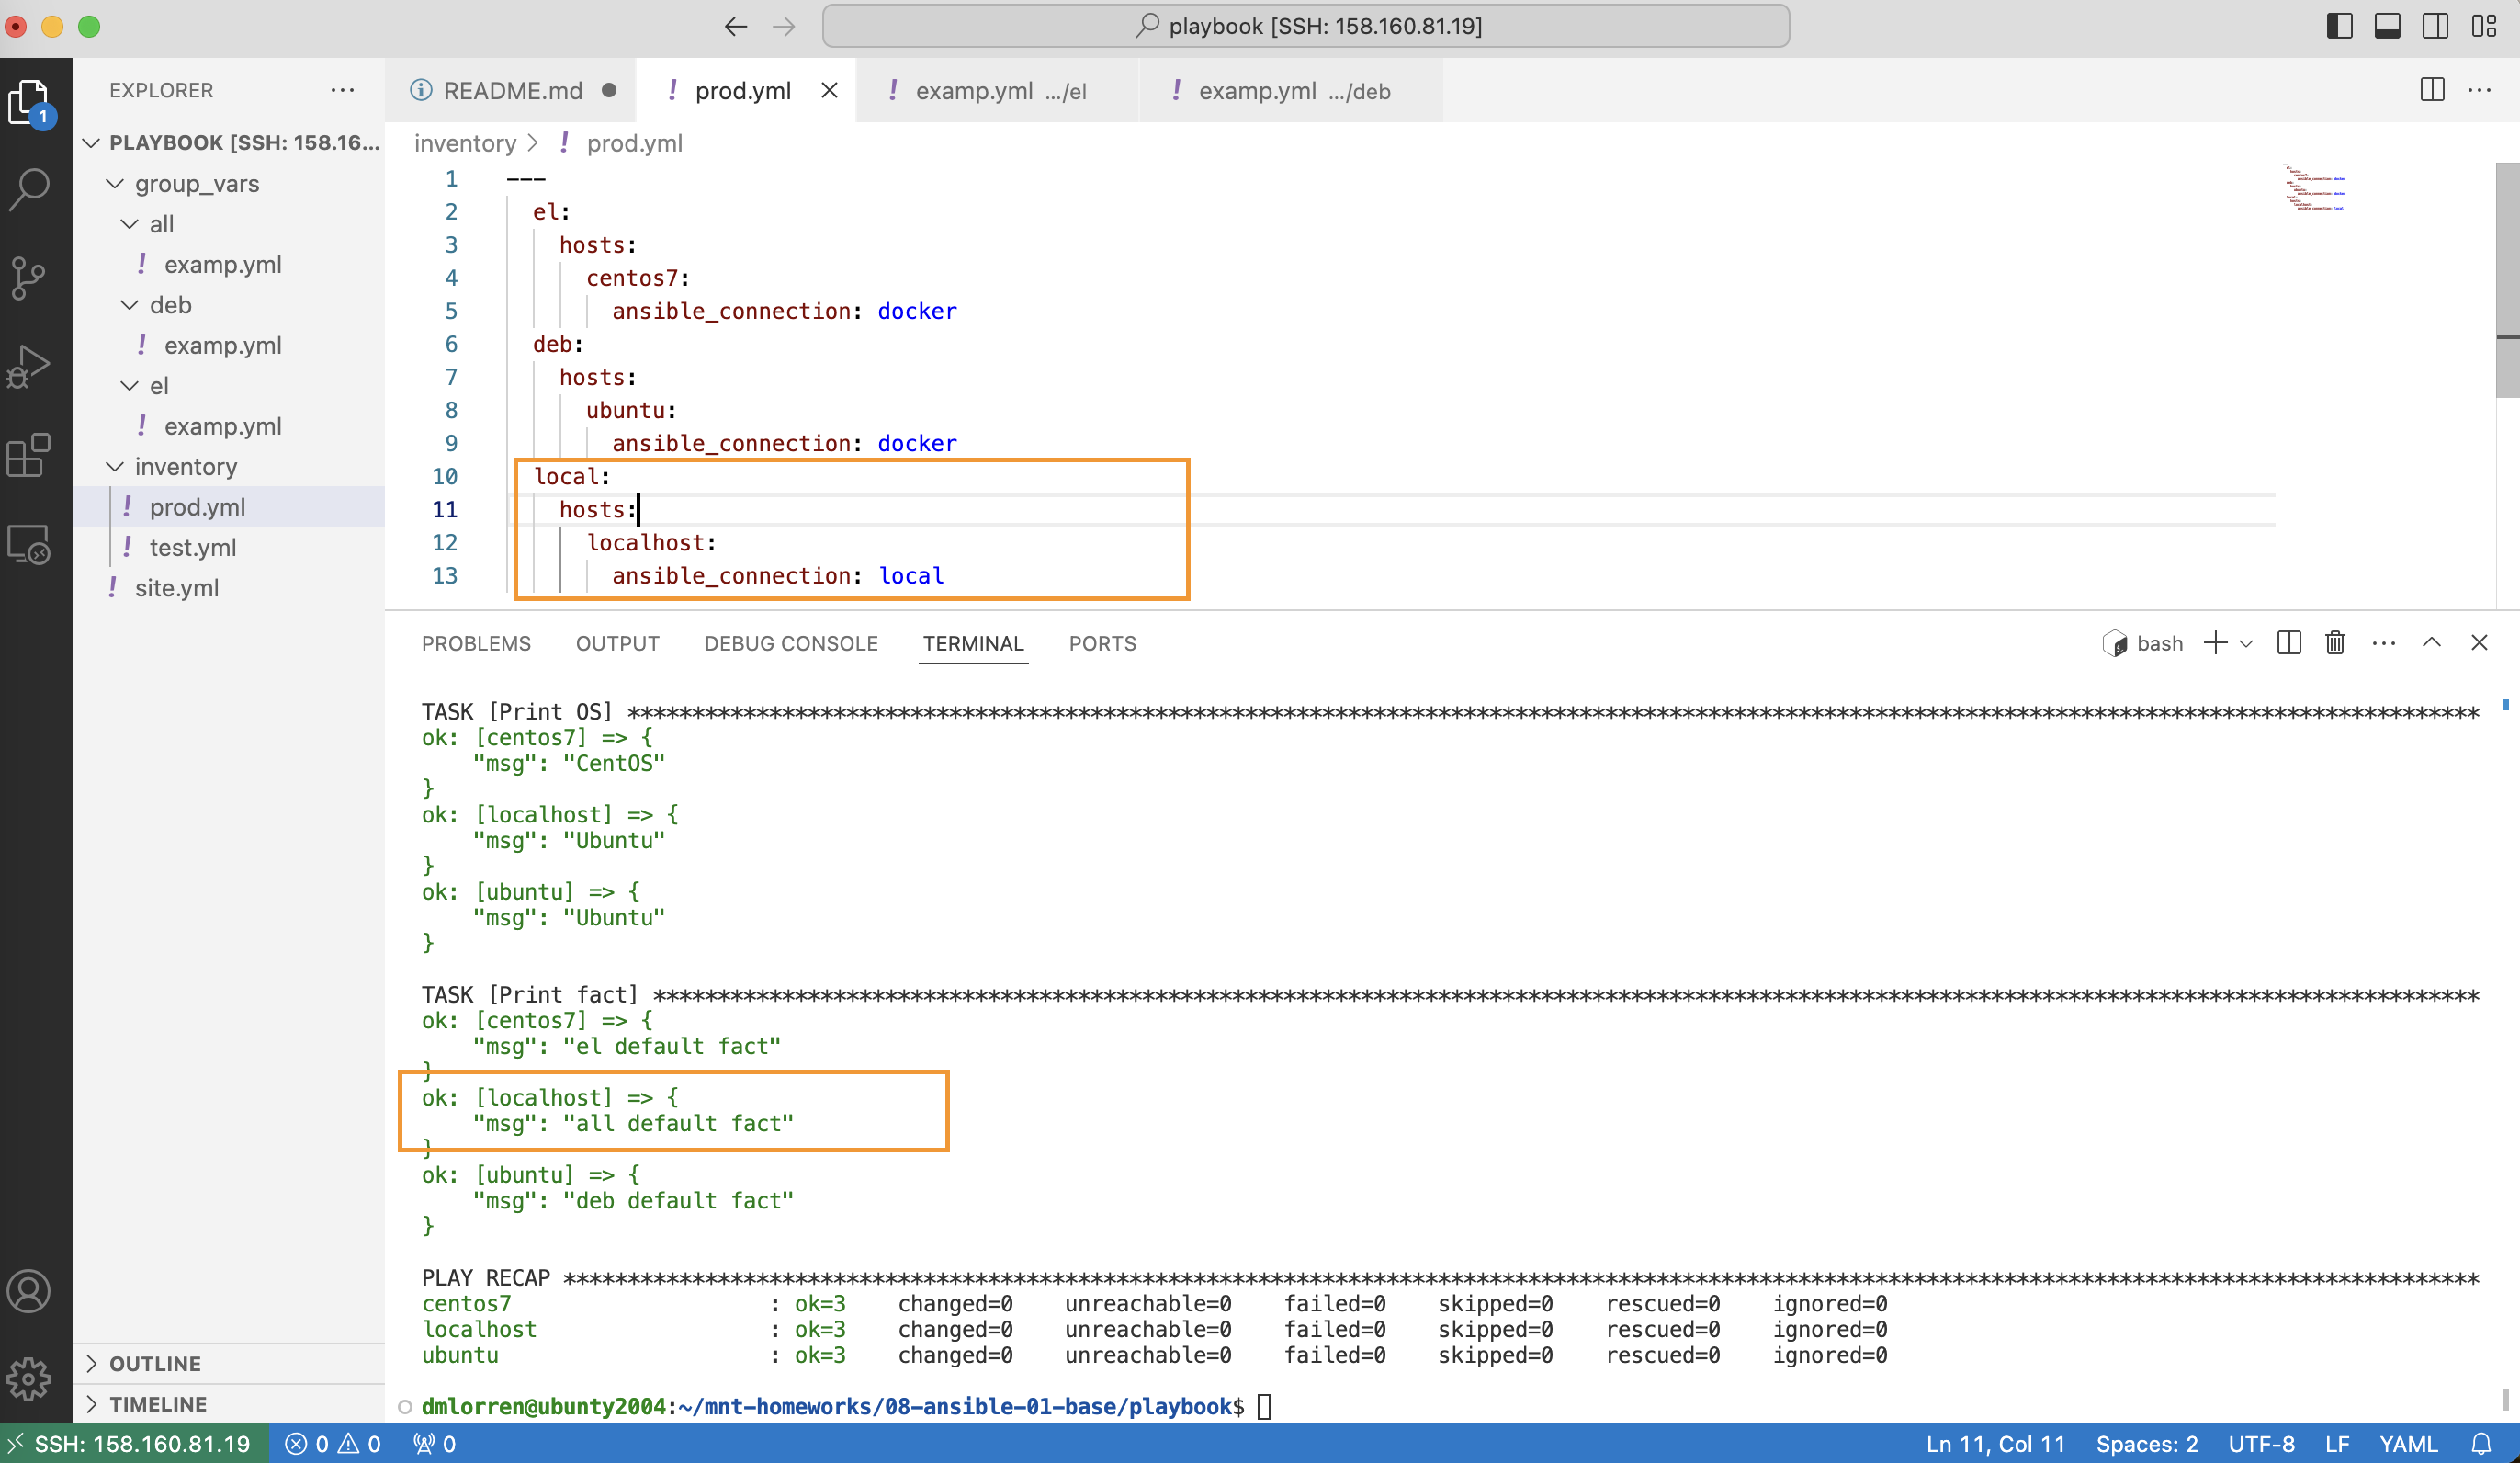 playbook [SSH: 158.160.81.19]
EXPLORER
1
PLAYBOOK [SSH: 158.16...
group_vars
all
! examp.yml
deb
! examp.yml
el
! examp.yml
inventory
! prod.yml
! test.yml
! site.yml
OUTLINE
TIMELINE
README.md
! prod.yml
! examp.yml .../el
! examp.yml .../deb
inventory > ! prod.yml
1 ---
2 el:
3 hosts:
4 centos7:
5 ansible_connection: docker
6 deb:
7 hosts:
8 ubuntu:
9 ansible_connection: docker
10 local:
11 hosts:
12 localhost:
13 ansible_connection: local
PROBLEMS OUTPUT DEBUG CONSOLE TERMINAL PORTS
bash
TASK [Print OS] ************************************************************************************************************************************************
ok: [centos7] => {
"msg": "CentOS"
}
ok: [localhost] => {
"msg": "Ubuntu"
}
ok: [ubuntu] => {
"msg": "Ubuntu"
}
TASK [Print fact] **********************************************************************************************************************************************
ok: [centos7] => {
"msg": "el default fact"
}
ok: [localhost] => {
"msg": "all default fact"
}
ok: [ubuntu] => {
"msg": "deb default fact"
}
PLAY RECAP *****************************************************************************************************************************************************
centos7 : ok=3 changed=0 unreachable=0 failed=0 skipped=0 rescued=0 ignored=0
localhost : ok=3 changed=0 unreachable=0 failed=0 skipped=0 rescued=0 ignored=0
ubuntu : ok=3 changed=0 unreachable=0 failed=0 skipped=0 rescued=0 ignored=0
dmlorren@ubunty2004:~/mnt-homeworks/08-ansible-01-base/playbook$
SSH: 158.160.81.19 0 0 0 Ln 11, Col 11 Spaces: 2 UTF-8 LF YAML